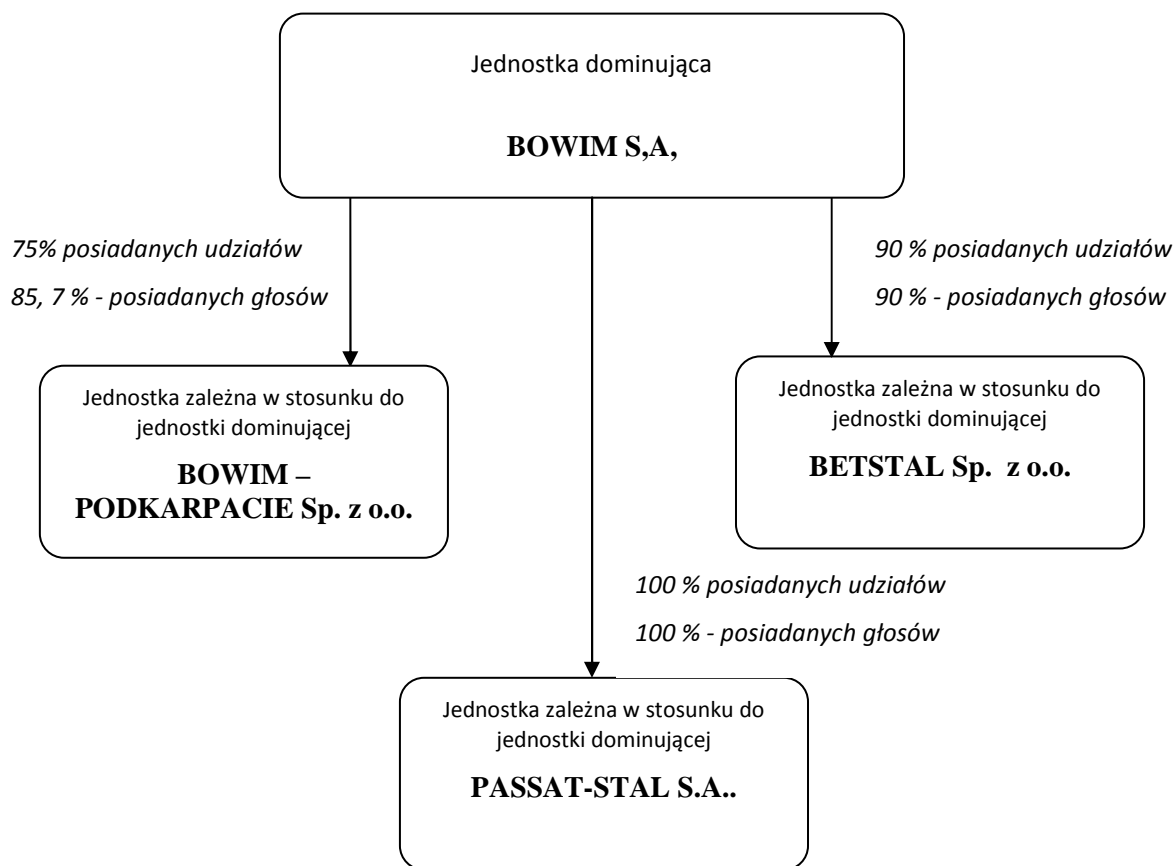 Jednostka dominująca
BOWIM S,A,
75% posiadanych udziałów
85, 7 % - posiadanych głosów
90 % posiadanych udziałów
90 % - posiadanych głosów
Jednostka zależna w stosunku do
jednostki dominującej
BOWIM –
PODKARPACIE Sp. z o.o.
Jednostka zależna w stosunku do
jednostki dominującej
BETSTAL Sp. z o.o.
100 % posiadanych udziałów
100 % - posiadanych głosów
Jednostka zależna w stosunku do
jednostki dominującej
PASSAT-STAL S.A..